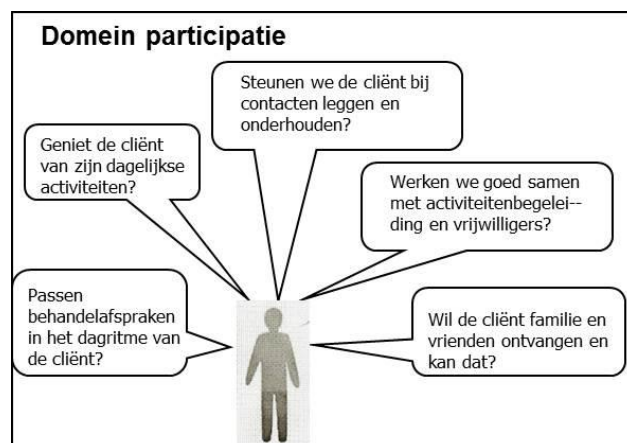 Domein participatie
Steunen we de cliënt bij
contacten leggen en
onderhouden?
Geniet de cliënt
van zijn dagelijkse
activiteiten?
Werken we goed samen
met activiteitenbegelei--
ding en vrijwilligers?
Passen
behandelafspraken
in het dagritme van
de cliënt?
Wil de cliënt familie en
vrienden ontvangen en
kan dat?